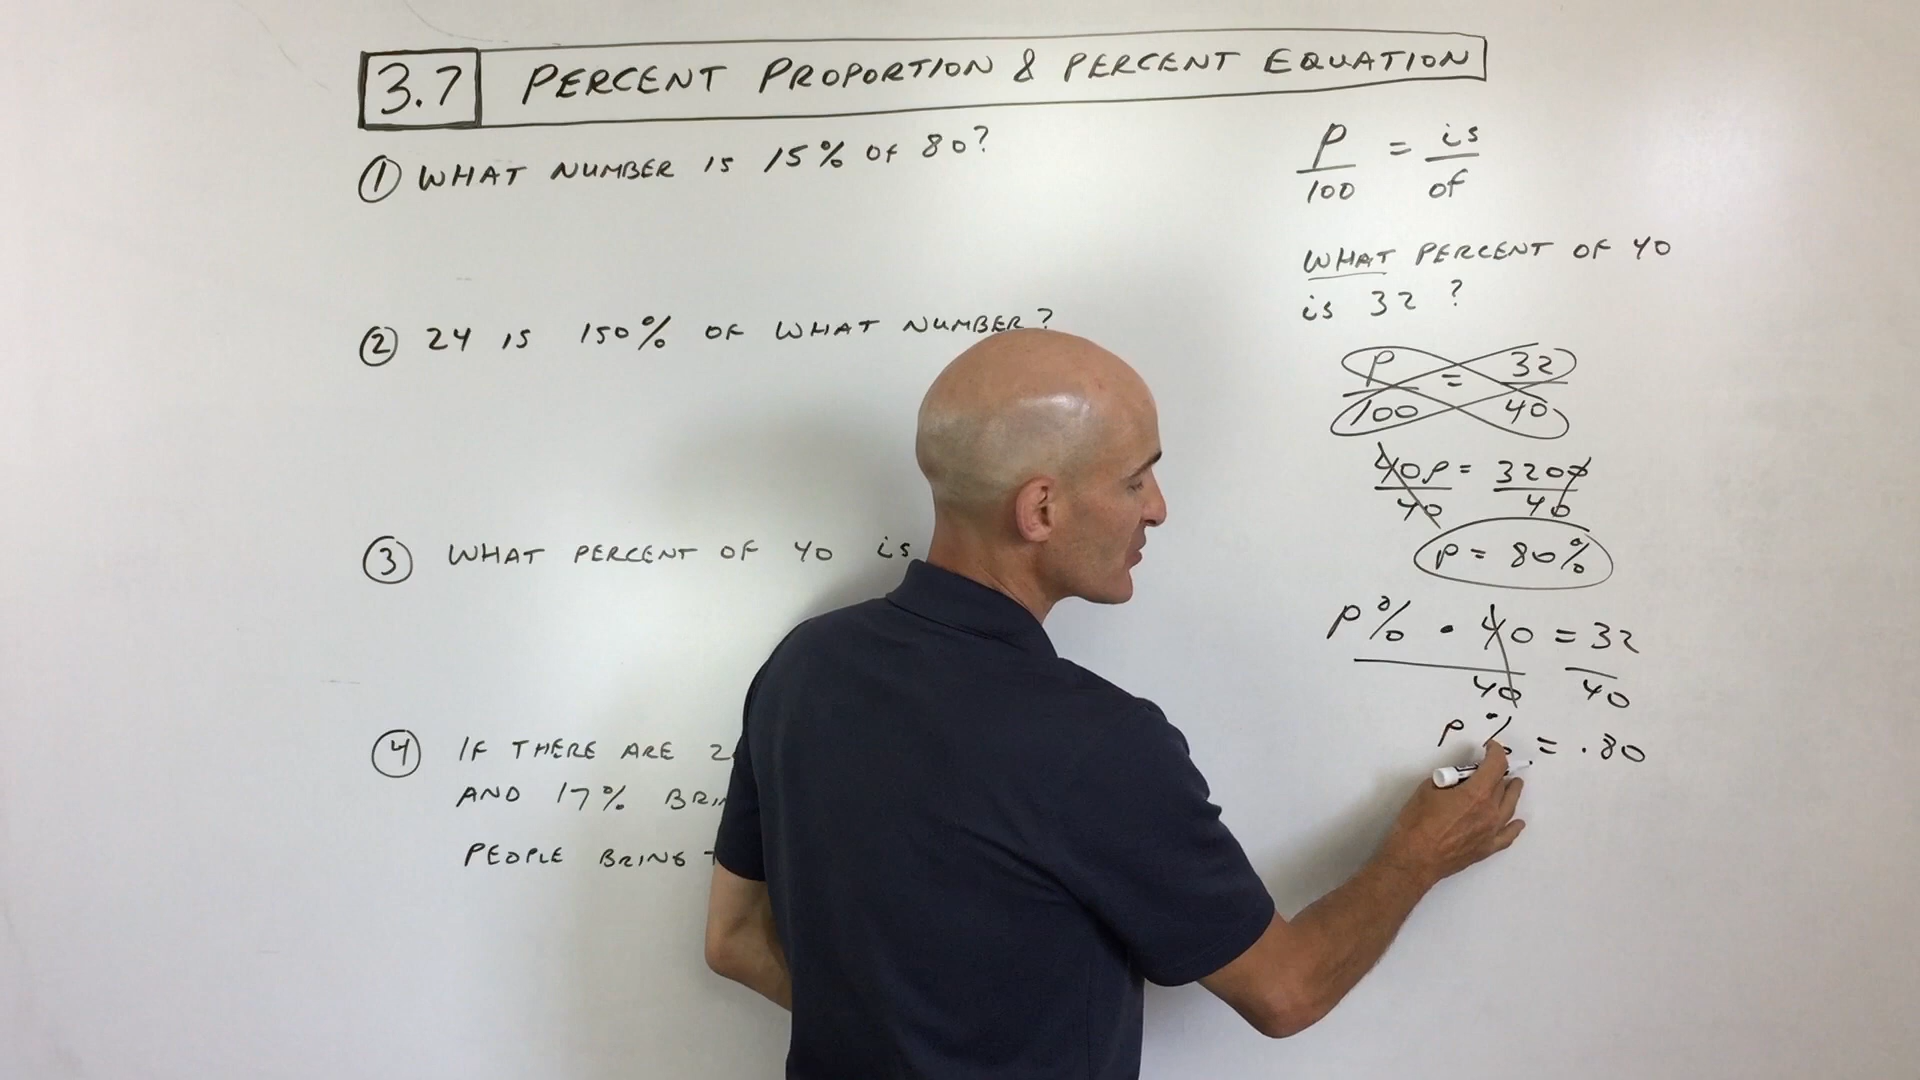 3.7 PERCENT PROPORTION & PERCENT EQUATION
① WHAT NUMBER IS 15% OF 80?
② 24 IS 150% OF WHAT NUMBER?
③ WHAT PERCENT OF 40 is
④ IF THERE ARE 2
AND 17%
PEOPLE BRING
P/100 = is/of
WHAT PERCENT OF 40
is 32 ?
P/100 = 32/40
40P/40 = 3200/40
P = 80%
P% • 40 = 32
40 40
P% = .80